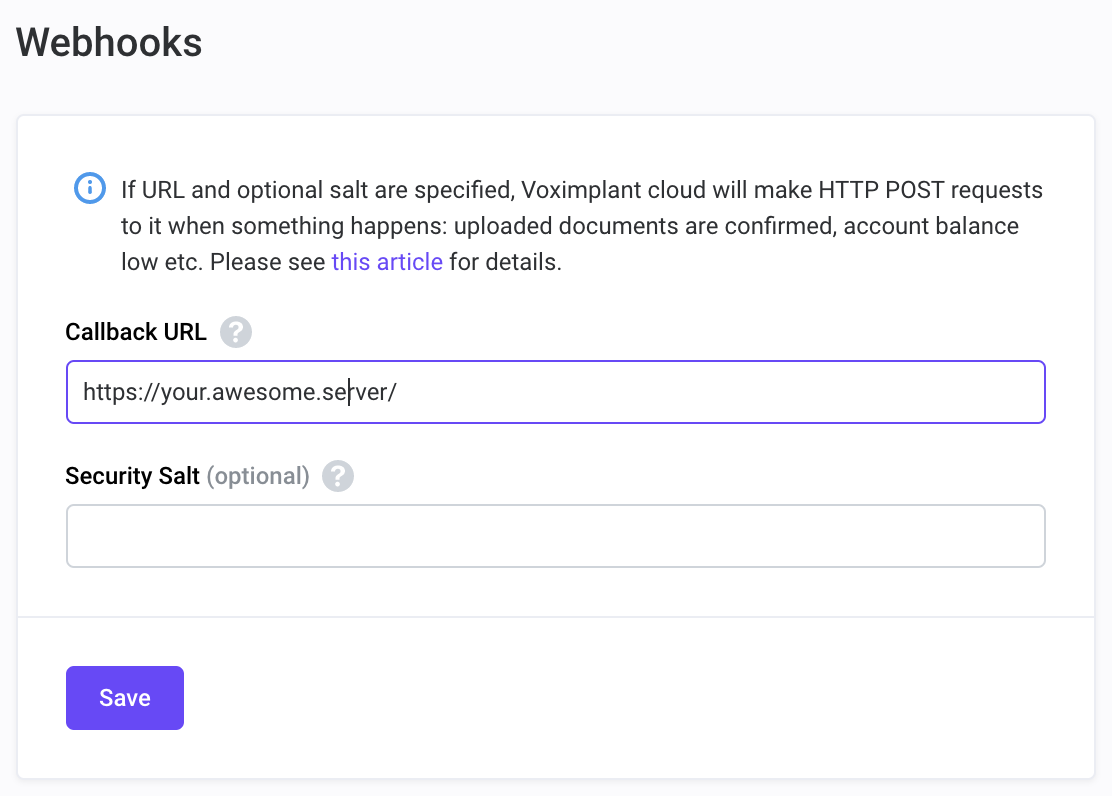 Webhooks
If URL and optional salt are specified, Voximplant cloud will make HTTP POST requests
to it when something happens: uploaded documents are confirmed, account balance
low etc. Please see this article for details.
Callback URL ?
https://your.awesome.server/
Security Salt (optional) ?
Save